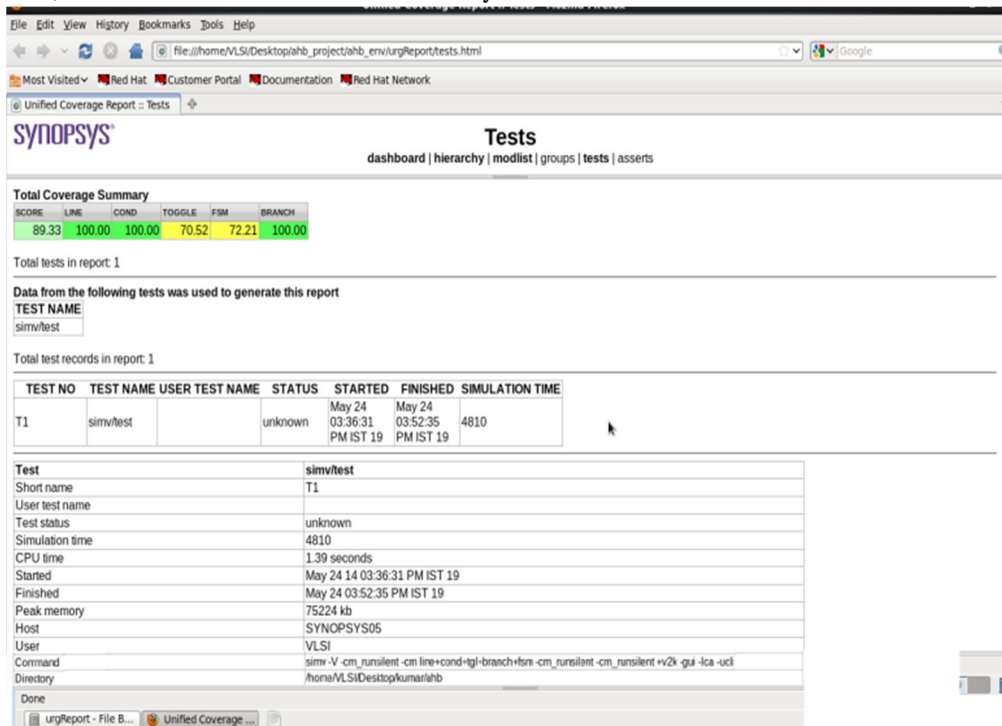 Unified Coverage Report :: Tests - Mozilla Firefox
File Edit View History Bookmarks Tools Help
file:///home/VLSI/Desktop/ahb_project/ahb_env/urgReport/tests.html
Google
Most Visited Red Hat Customer Portal Documentation Red Hat Network
Unified Coverage Report :: Tests
SYNOPSYS
Tests
dashboard | hierarchy | modlist | groups | tests | asserts
Total Coverage Summary
SCORE LINE COND TOGGLE FSM BRANCH
89.33 100.00 100.00 70.52 72.21 100.00
Total tests in report: 1
Data from the following tests was used to generate this report
TEST NAME
simv/test
Total test records in report: 1
TEST NO TEST NAME USER TEST NAME STATUS STARTED FINISHED SIMULATION TIME
T1 simv/test unknown May 24 03:36:31 PM IST 19 May 24 03:52:35 PM IST 19 4810
Test simv/test
Short name T1
User test name
Test status unknown
Simulation time 4810
CPU time 1.39 seconds
Started May 24 14 03:36:31 PM IST 19
Finished May 24 03:52:35 PM IST 19
Peak memory 75224 kb
Host SYNOPSYS05
User VLSI
Command simv -V -cm_runsilent -cm line+cond+tgl-branch+fsm -cm_runsilent -cm_runsilent +v2k -gui -lca -ucli
Directory /home/VLSI/Desktop/kumar/ahb
Done
urgReport - File B... Unified Coverage ...